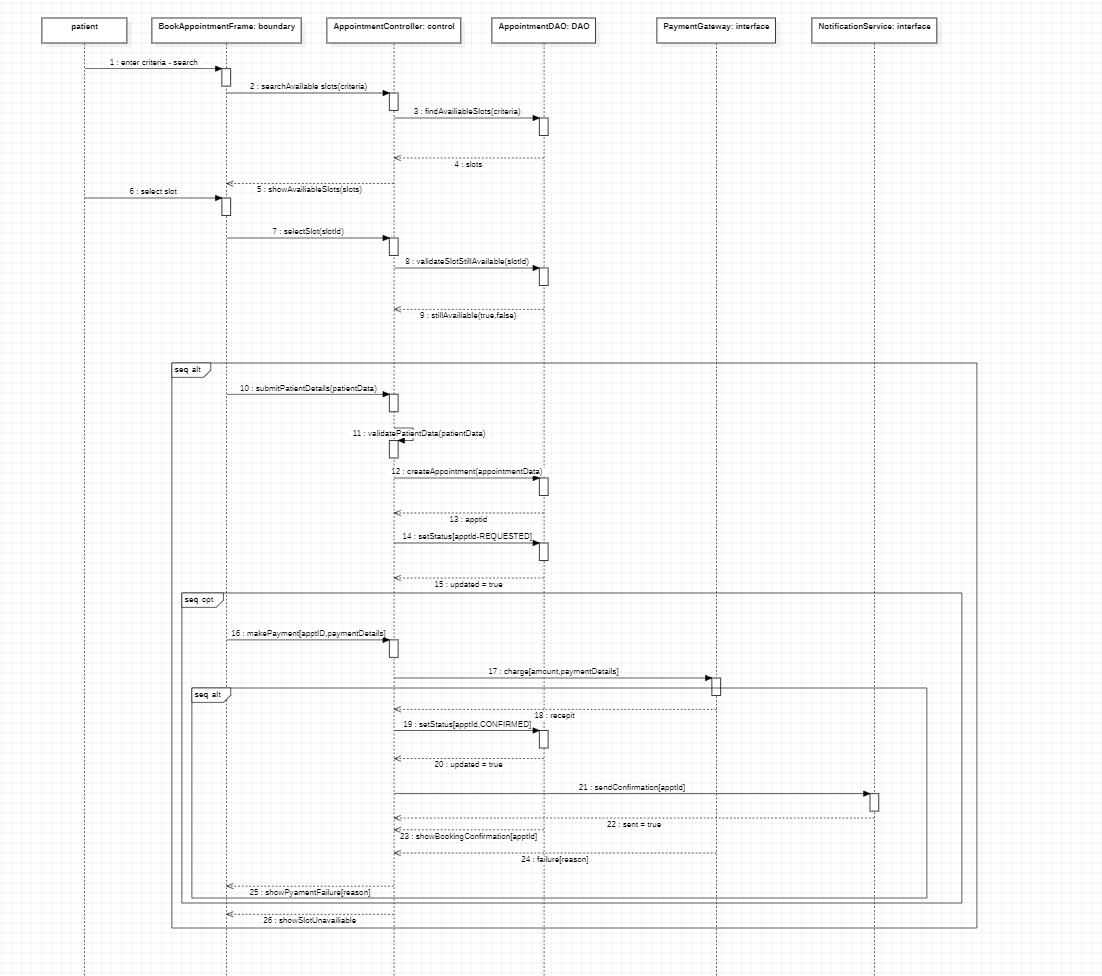 patient
BookAppointmentFrame: boundary
AppointmentController: control
AppointmentDAO: DAO
PaymentGateway: interface
NotificationService: interface
1 : enter criteria - search
2 : searchAvailable slots(criteria)
3 : findAvailiableSlots(criteria)
4 : slots
5 : showAvailiableSlots(slots)
6 : select slot
7 : selectSlot(slotId)
8 : validateSlotStillAvailable(slotId)
9 : stillAvailiable(true,false)
seq alt
10 : submitPatientDetails(patientData)
11 : validatePatientData(patientData)
12 : createAppointment(appointmentData)
13 : apptid
14 : setStatus[apptId-REQUESTED]
15 : updated = true
seq opt
16 : makePayment[apptID,paymentDetails]
17 : charge[amount,paymentDetails]
seq alt
18 : recepit
19 : setStatus[apptId,CONFIRMED]
20 : updated = true
21 : sendConfirmation[apptId]
22 : sent = true
23 : showBookingConfirmation[apptId]
24 : failure[reason]
25 : showPyamentFailure[reason]
26 : showSlotUnavailiable